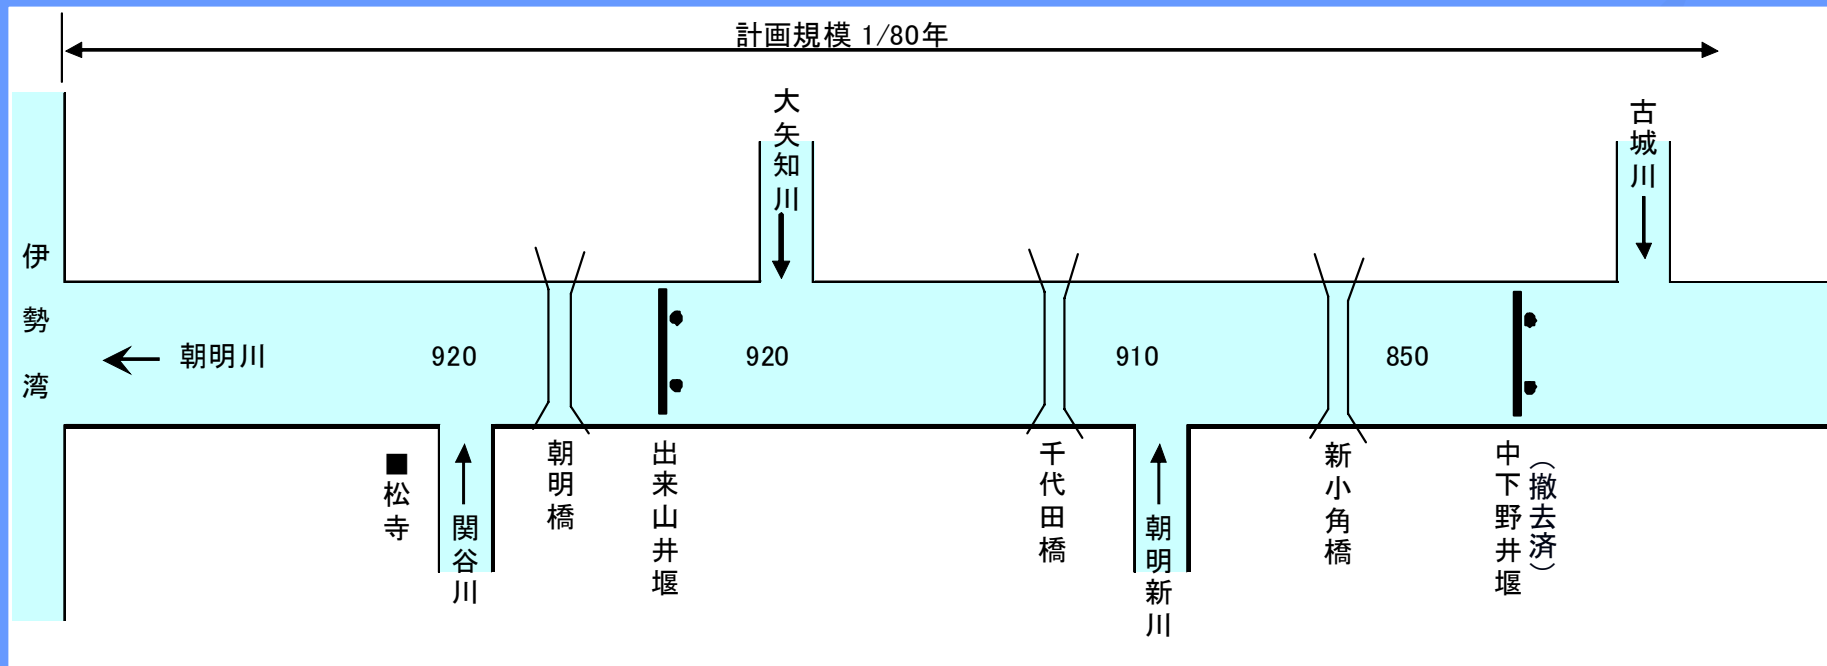 計画規模 1/80年
大矢知川
古城川
伊勢湾
朝明川
920
920
910
850
■松寺
関谷川
朝明橋
出来山井堰
千代田橋
朝明新川
新小角橋
中下野井堰
(撤去済)